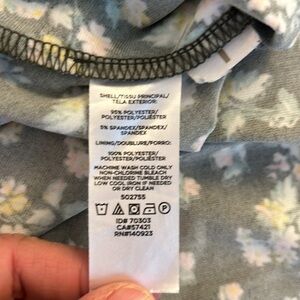 SHELL/TISSU PRINCIPAL/
TELA EXTERIOR:
95% POLYESTER/
POLYESTER/POLIÉSTER
5% SPANDEX/SPANDEX/
SPANDEX
LINING/DOUBLURE/FORRO:
100% POLYESTER/
POLYESTER/POLIÉSTER
MACHINE WASH COLD ONLY
NON-CHLORINE BLEACH
WHEN NEEDED TUMBLE DRY
LOW COOL IRON IF NEEDED
OR DRY CLEAN
502755
ID# 70303
CA#57421
RN#140923